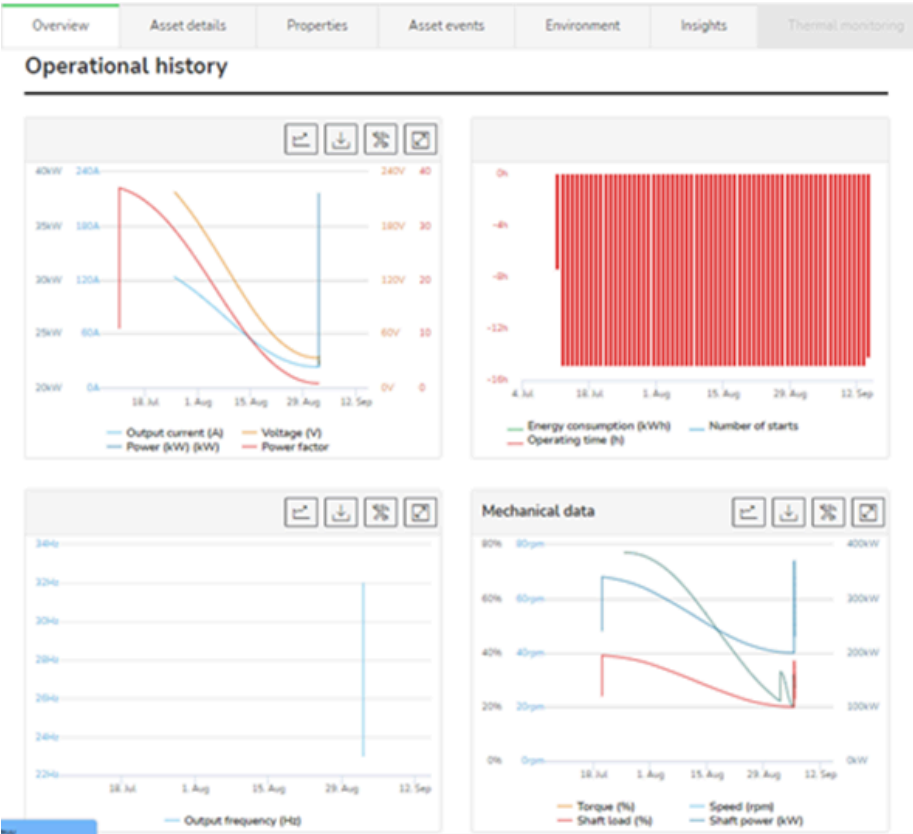 Overview Asset details Properties Asset events Environment Insights Thermal monitoring
Operational history
40kW 240A 240V 40
35kW 180A 180V 30
30kW 120A 120V 20
25kW 60A 60V 10
20kW 0A 0V 0
18. Jul 1. Aug 15. Aug 29. Aug 12. Sep
Output current (A) Voltage (V)
Power (kW) (kW) Power factor
0h
-4h
-8h
-12h
-16h
4. Jul 18. Jul 1. Aug 15. Aug 29. Aug 12. Sep
Energy consumption (kWh) Number of starts
Operating time (h)
34Hz
32Hz
30Hz
28Hz
26Hz
24Hz
22Hz
18. Jul 1. Aug 15. Aug 29. Aug 12. Sep
Output frequency (Hz)
Mechanical data
80% 80rpm 400kW
60% 60rpm 300kW
40% 40rpm 200kW
20% 20rpm 100kW
0% 0rpm 0kW
18. Jul 1. Aug 15. Aug 29. Aug 12. Sep
Torque (%) Speed (rpm)
Shaft load (%) Shaft power (kW)